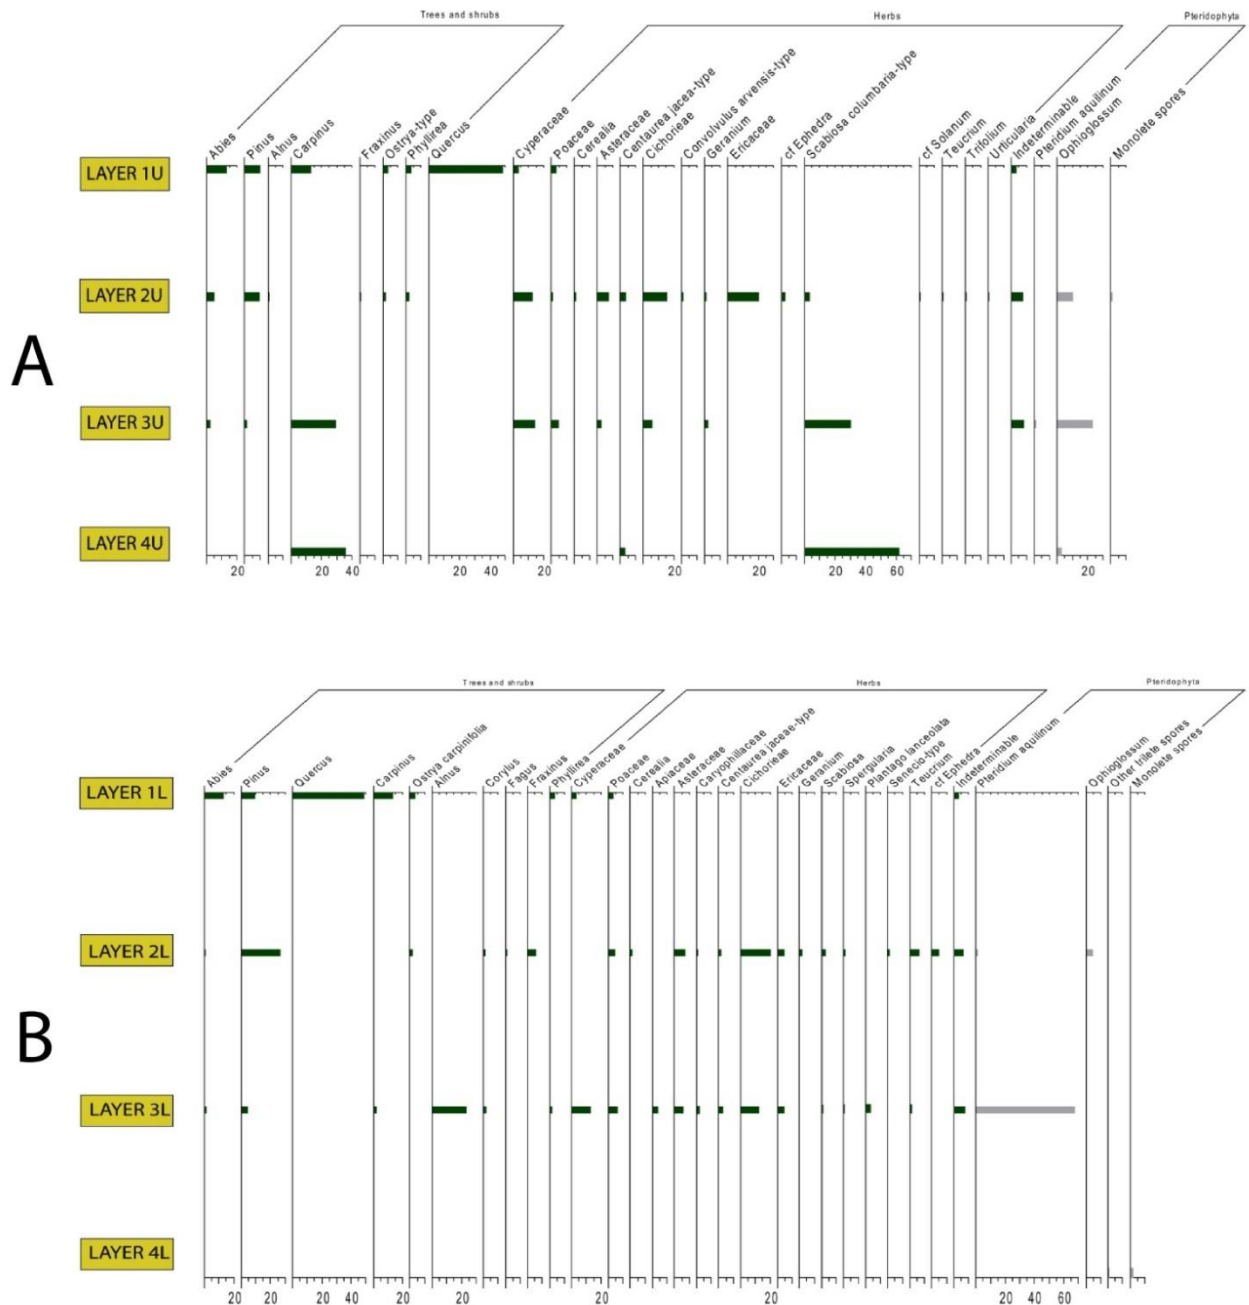 Trees and shrubs
Herbs
Pteridophyta
Abies
Pinus
Alnus
Carpinus
Fraxinus
Ostrya-type
Phyllirea
Quercus
Cyperaceae
Poaceae
Cerealia
Asteraceae
Centaurea jacea-type
Cichorieae
Convolvulus arvensis-type
Geranium
Ericaceae
cf Ephedra
Scabiosa columbaria-type
cf Solanum
Teucrium
Trifolium
Urticularia
Indeterminable
Pteridium aquilinum
Ophioglossum
Monolete spores
LAYER 1U
LAYER 2U
A
LAYER 3U
LAYER 4U
20 20 40 20 40 20 20 20 20 40 60 20
Trees and shrubs
Herbs
Pteridophyta
Abies
Pinus
Quercus
Carpinus
Ostrya carpinifolia
Alnus
Corylus
Fagus
Fraxinus
Phyllirea
Cyperaceae
Poaceae
Cerealia
Apiaceae
Asteraceae
Caryophillaceae
Centaurea jaceae-type
Cichorieae
Ericaceae
Geranium
Scabiosa
Spergularia
Plantago lanceolata
Senecio-type
Teucrium
cf Ephedra
Indeterminable
Pteridium aquilinum
Ophioglossum
Other trilete spores
Monolete spores
LAYER 1L
LAYER 2L
B
LAYER 3L
LAYER 4L
20 20 20 40 20 20 20 20 20 40 60